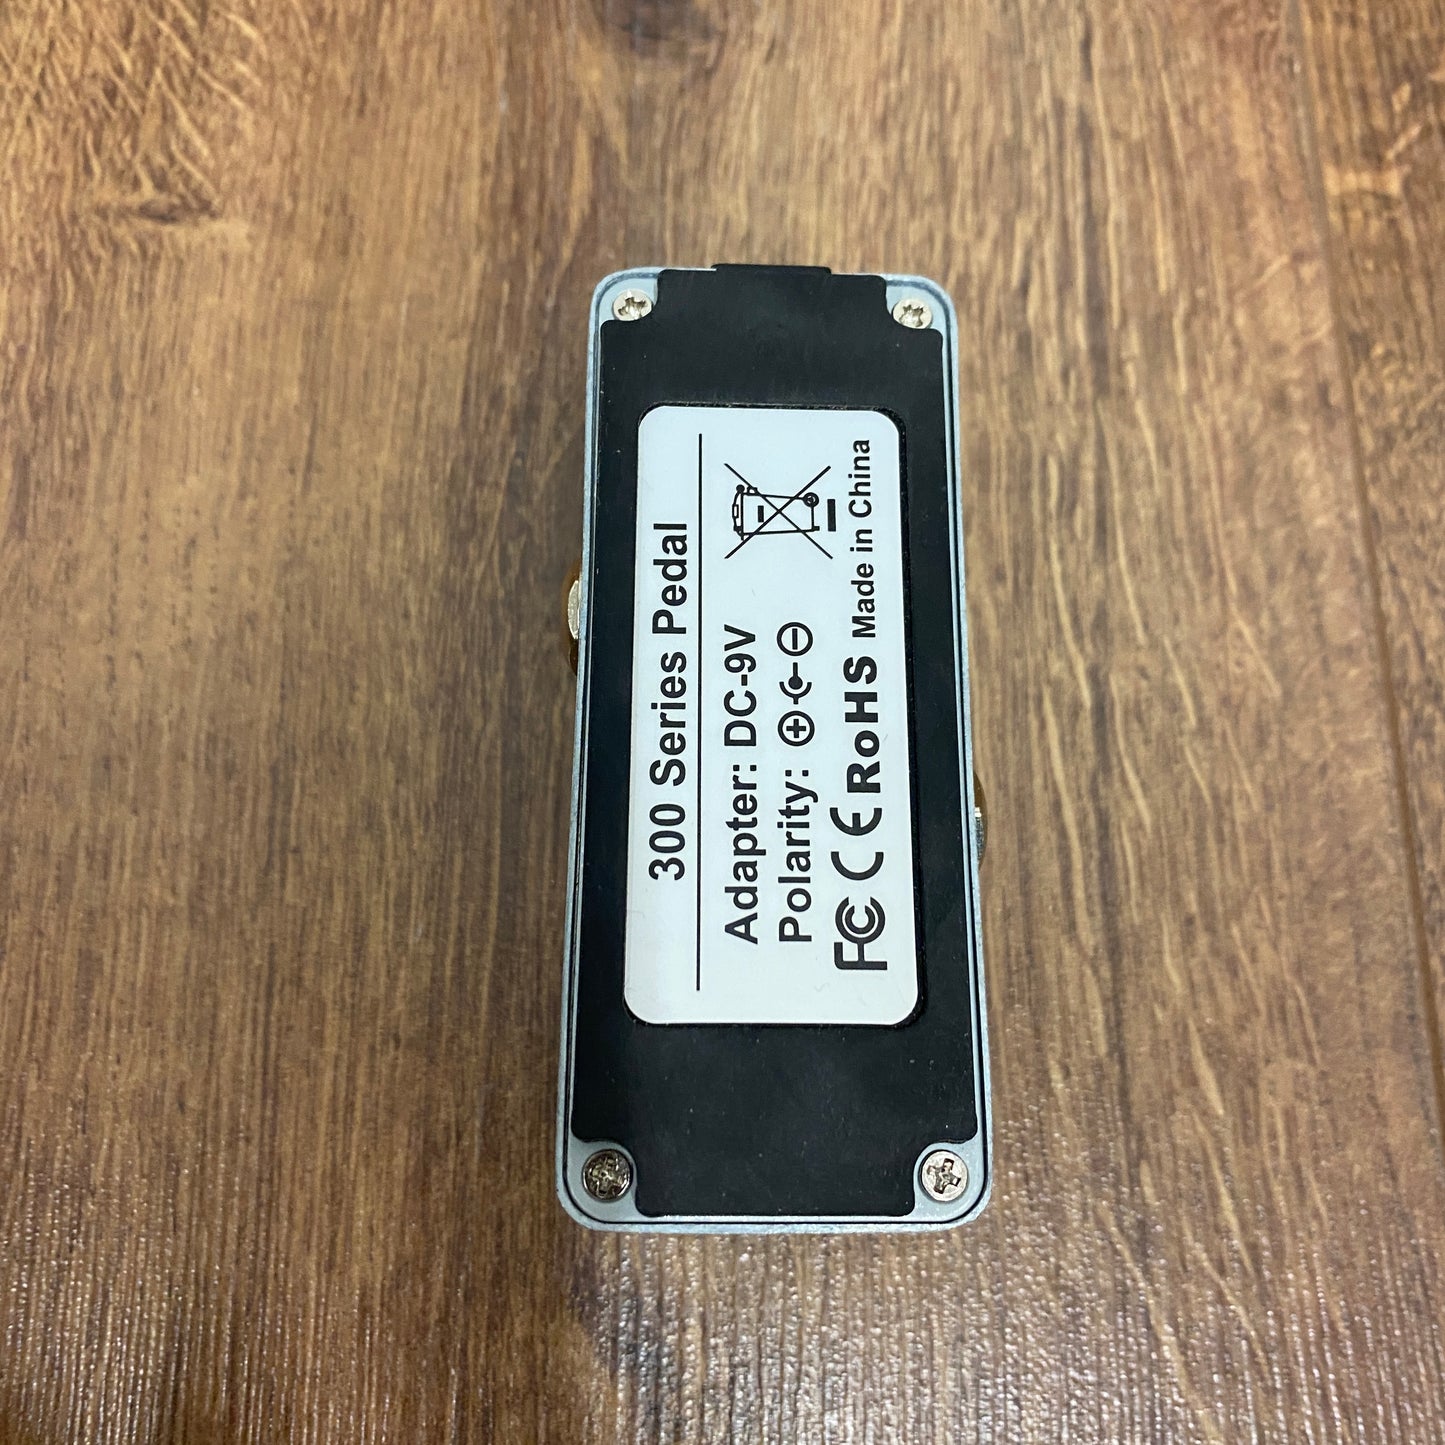 300 Series Pedal
Adapter: DC-9V
Polarity:
FC CE RoHS Made in China